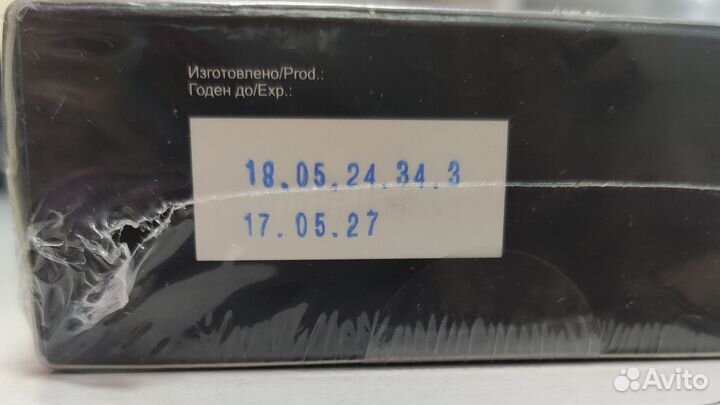 Изготовлено/Prod.:
Годен до/Exp.:
18.05.24.34.3
17.05.27
Avito